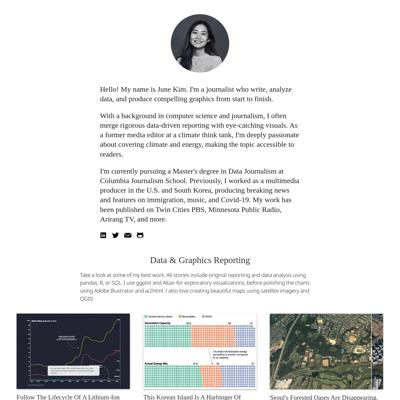 Hello! My name is June Kim. I'm a journalist who write, analyze
data, and produce compelling graphics from start to finish.
With a background in computer science and journalism, I often
merge rigorous data-driven reporting with eye-catching visuals. As
a former media editor at a climate think tank, I'm deeply passionate
about covering climate and energy, making the topic accessible to
readers.
I'm currently pursuing a Master's degree in Data Journalism at
Columbia Journalism School. Previously, I worked as a multimedia
producer in the U.S. and South Korea, producing breaking news
and features on immigration, music, and Covid-19. My work has
been published on Twin Cities PBS, Minnesota Public Radio,
Arirang TV, and more.
Data & Graphics Reporting
Take a look at some of my best work. All stories include original reporting and data analysis using
pandas, R, or SQL. I use ggplot and Altair for exploratory visualizations, before polishing the charts
using Adobe Illustrator and ai2html. I also love creating beautiful maps using satellite imagery and
QGIS!
Generation Capacity
Actual Energy Mix
Follow The Lifecycle Of A Lithium-Ion
This Korean Island Is A Harbinger Of
Seoul's Forested Oases Are Disappearing.